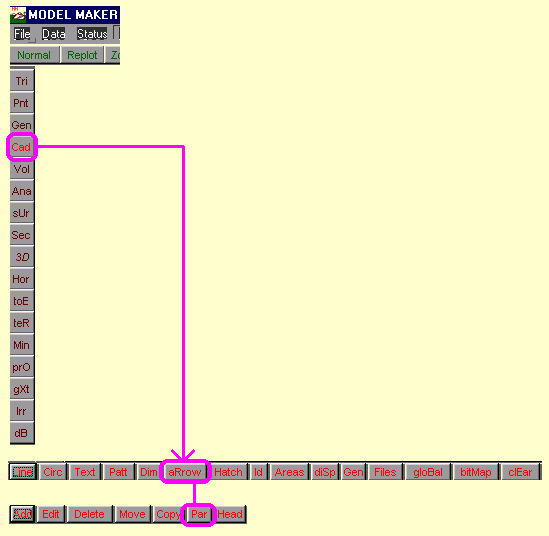 MODEL MAKER
File Data Status
Normal Replot Zo
Tri
Pnt
Gen
Cad
Vol
Ana
sUr
Sec
3D
Hor
toE
teR
Min
prO
gXt
Irr
dB
Line Circ Text Patt Dim aRrow Hatch Id Areas diSp Gen Files gloBal bitMap clEar
Add Edit Delete Move Copy Par Head